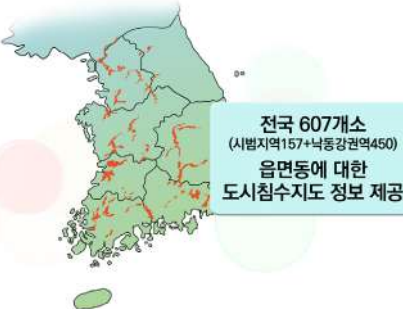 전국 607개소
(시범지역157+낙동강권역450)
읍면동에 대한
도시침수지도 정보 제공